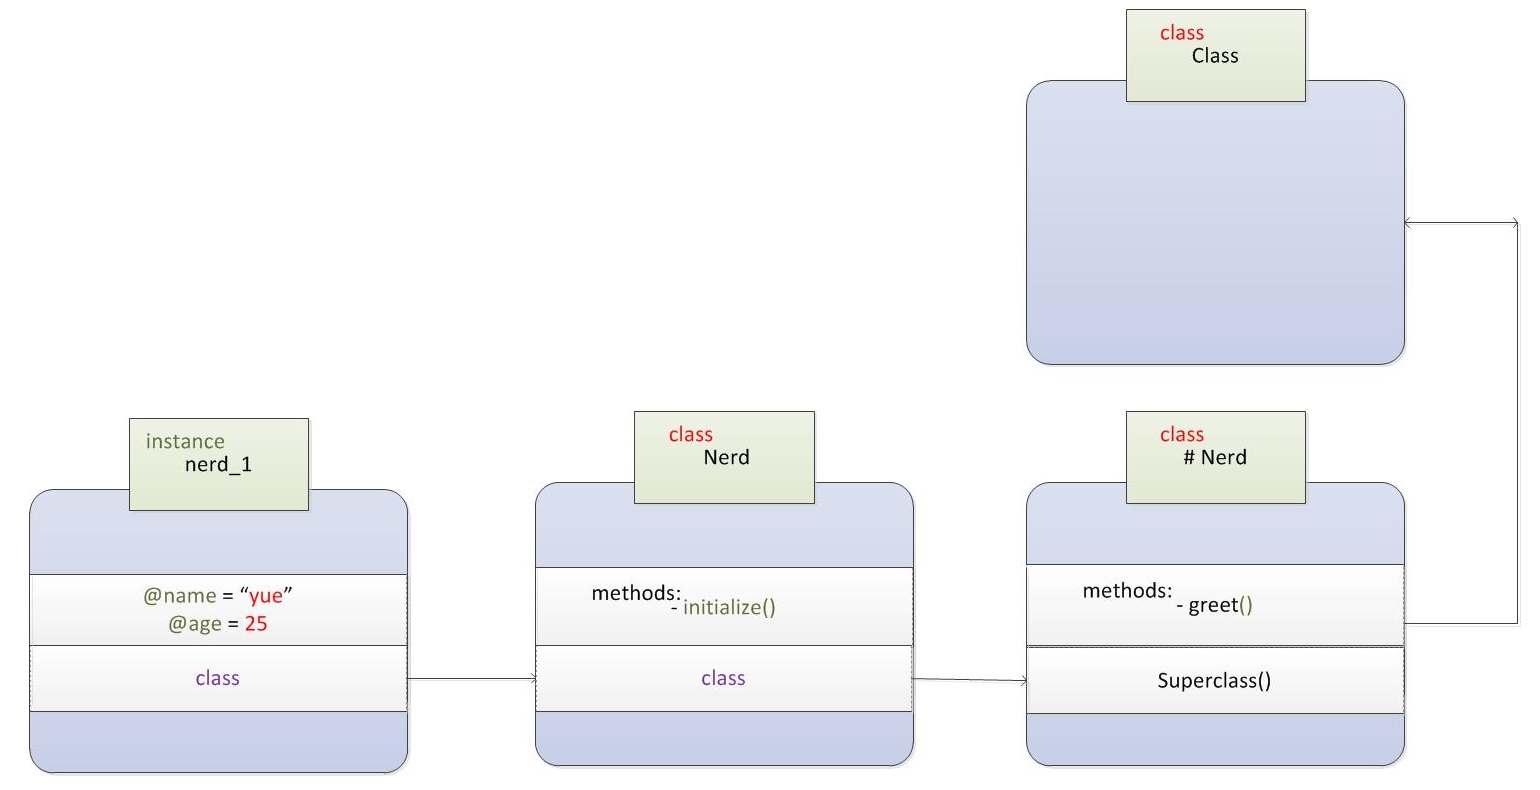 class
Class
instance
nerd_1
@name = “yue”
@age = 25
class
class
Nerd
methods:
- initialize()
class
class
# Nerd
methods:
- greet()
Superclass()